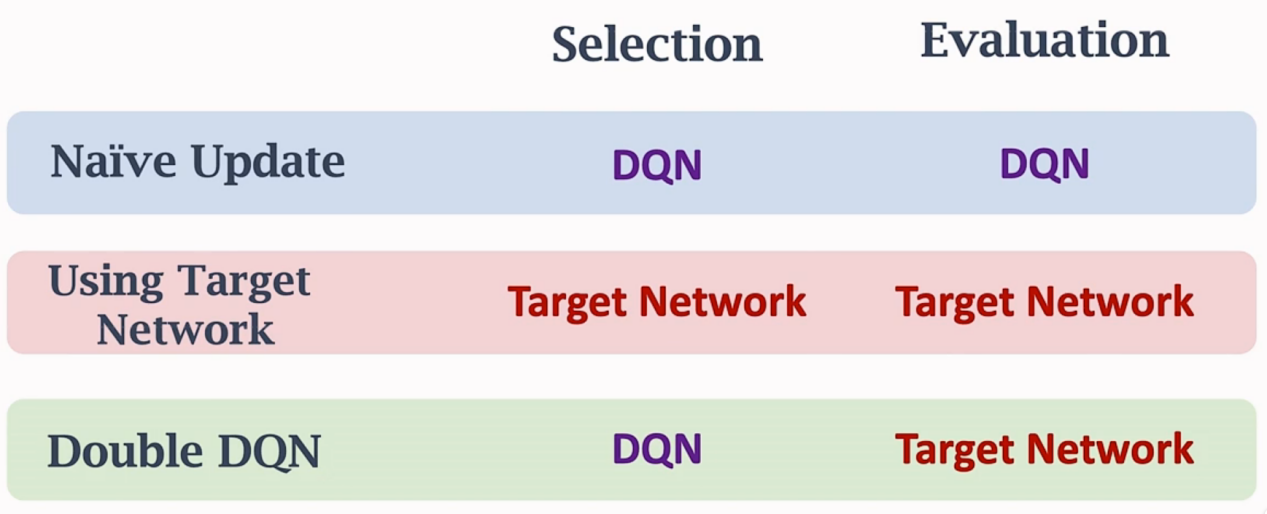 Selection Evaluation
Naïve Update DQN DQN
Using Target
Network Target Network Target Network
Double DQN DQN Target Network